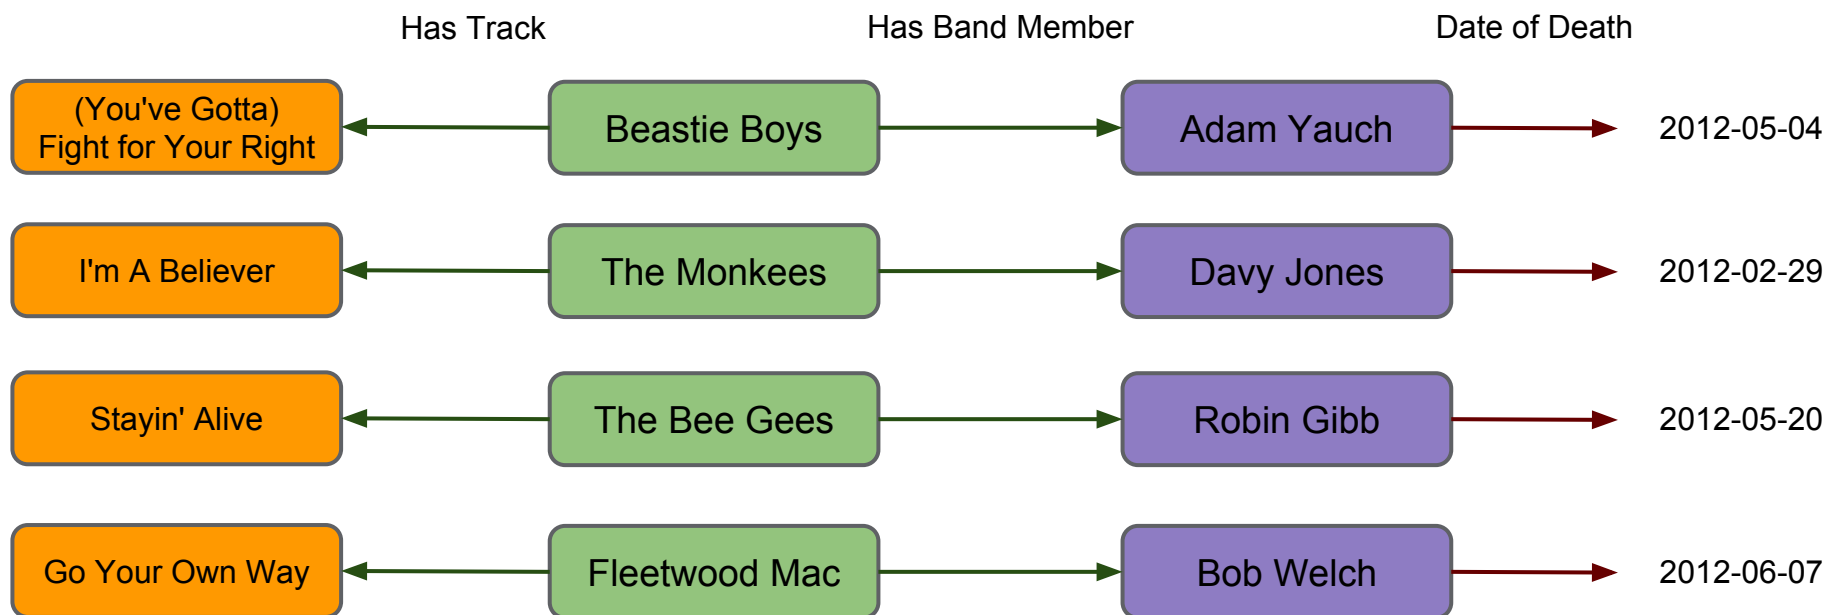 Has Track
Has Band Member
Date of Death
(You've Gotta)
Fight for Your Right
Beastie Boys
Adam Yauch
2012-05-04
I'm A Believer
The Monkees
Davy Jones
2012-02-29
Stayin' Alive
The Bee Gees
Robin Gibb
2012-05-20
Go Your Own Way
Fleetwood Mac
Bob Welch
2012-06-07